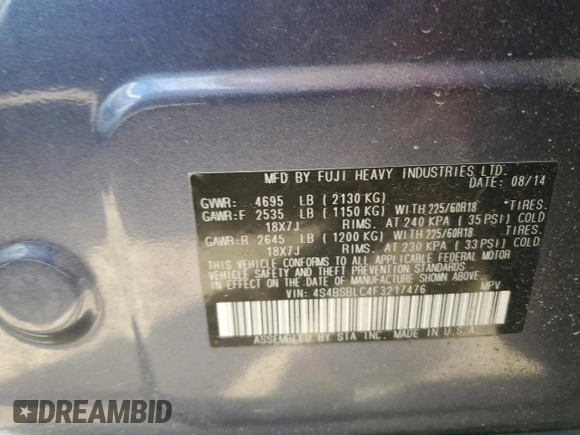 MFD BY FUJI HEAVY INDUSTRIES LTD.
DATE: 08/14
GVWR: 4695 LB ( 2130 KG)
GAWR:F 2535 LB ( 1150 KG) WITH 225/60R18 *TIRES.
18X7J RIMS. AT 240 KPA ( 35 PSI) COLD
GAWR:R 2645 LB ( 1200 KG) WITH 225/60R18 *TIRES.
18X7J RIMS. AT 230 KPA ( 33 PSI) COLD
THIS VEHICLE CONFORMS TO ALL APPLICABLE FEDERAL MOTOR
VEHICLE SAFETY AND THEFT PREVENTION STANDARDS
IN EFFECT ON THE DATE OF MANUFACTURE SHOWN ABOVE.
VIN: 4S4BSBLC4F3217476 MPV
ASSEMBLED BY SIA INC. IN U.S.A.
DREAMBID